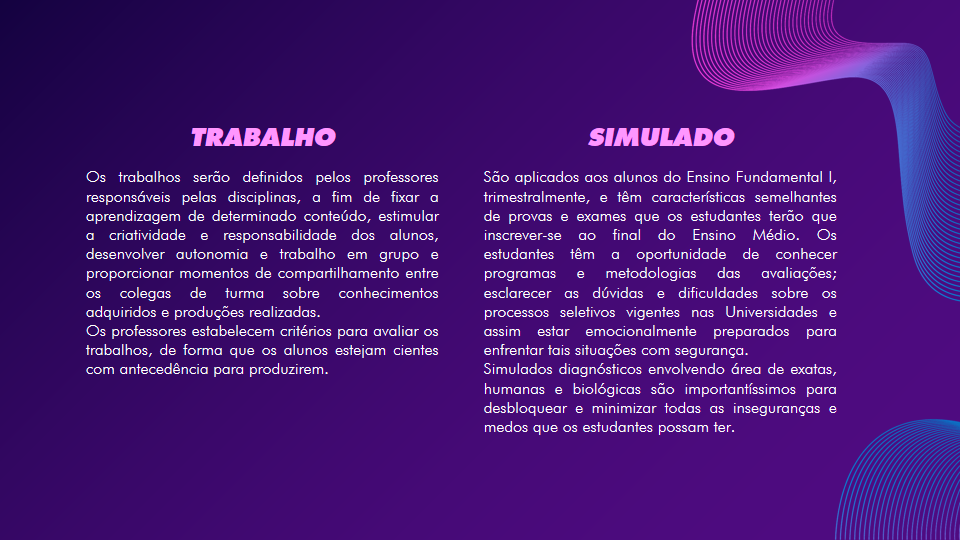 TRABALHO
Os trabalhos serão definidos pelos professores
responsáveis pelas disciplinas, a fim de fixar a
aprendizagem de determinado conteúdo, estimular
a criatividade e responsabilidade dos alunos,
desenvolver autonomia e trabalho em grupo e
proporcionar momentos de compartilhamento entre
os colegas de turma sobre conhecimentos
adquiridos e produções realizadas.
Os professores estabelecem critérios para avaliar os
trabalhos, de forma que os alunos estejam cientes
com antecedência para produzirem.
SIMULADO
São aplicados aos alunos do Ensino Fundamental I,
trimestralmente, e têm características semelhantes
de provas e exames que os estudantes terão que
inscrever-se ao final do Ensino Médio. Os
estudantes têm a oportunidade de conhecer
programas e metodologias das avaliações;
esclarecer as dúvidas e dificuldades sobre os
processos seletivos vigentes nas Universidades e
assim estar emocionalmente preparados para
enfrentar tais situações com segurança.
Simulados diagnósticos envolvendo área de exatas,
humanas e biológicas são importantíssimos para
desbloquear e minimizar todas as inseguranças e
medos que os estudantes possam ter.